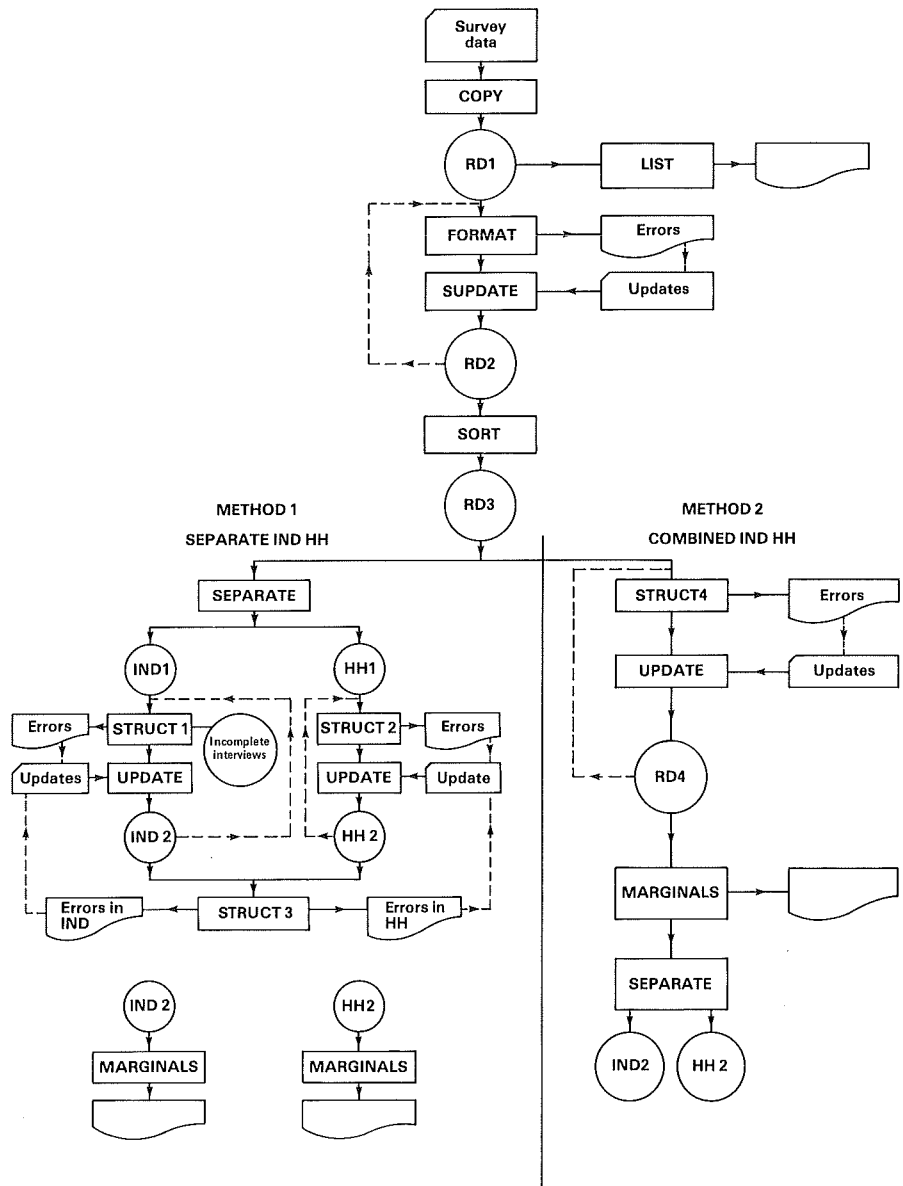 Survey
data
COPY
RD1
LIST
FORMAT
Errors
SUPDATE
Updates
RD2
SORT
RD3
METHOD 1
SEPARATE IND HH
METHOD 2
COMBINED IND HH
SEPARATE
IND1
HH1
Errors
STRUCT 1
Incomplete
interviews
STRUCT 2
Errors
Updates
UPDATE
UPDATE
Update
IND 2
HH 2
Errors in
IND
STRUCT 3
Errors in
HH
IND 2
HH2
MARGINALS
MARGINALS
STRUCT4
Errors
UPDATE
Updates
RD4
MARGINALS
SEPARATE
IND2
HH 2